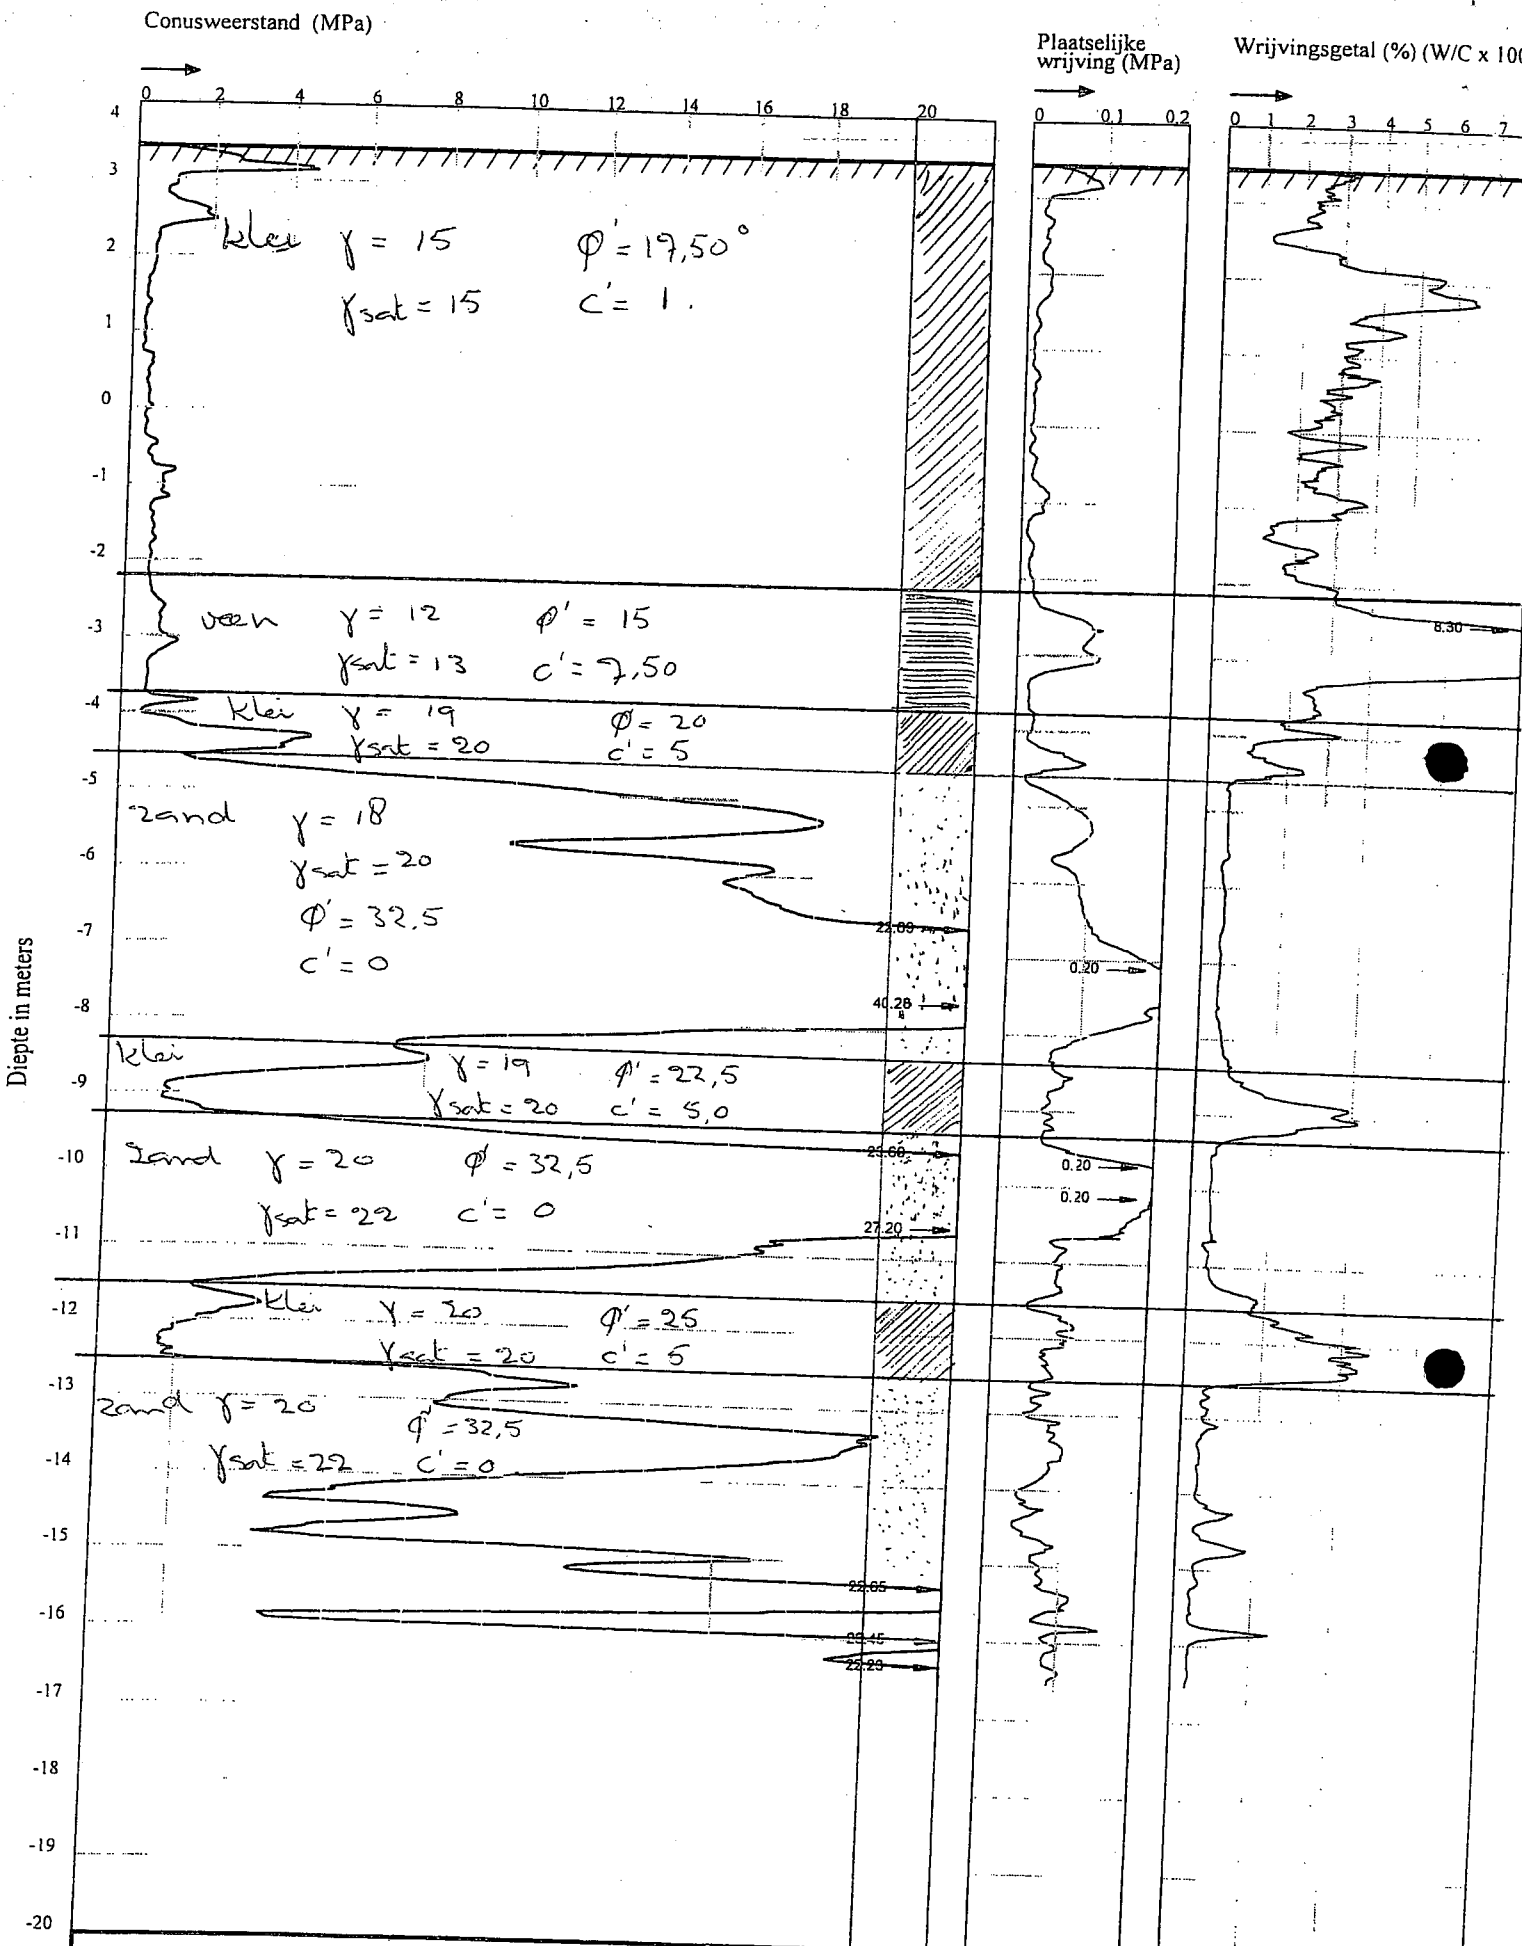 Conusweerstand (MPa)
Plaatselijke
wrijving (MPa)
Wrijvingsgetal (%) (W/C x 100
0 2 4 6 8 10 12 14 16 18 20
0 0,1 0,2
0 1 2 3 4 5 6 7
4
3
2
1
0
-1
-2
-3
-4
-5
-6
-7
-8
-9
-10
-11
-12
-13
-14
-15
-16
-17
-18
-19
-20
Diepte in meters
klei γ = 15 φ' = 17,50°
γsat = 15 c' = 1.
veen γ = 12 φ' = 15
γsat = 13 c' = 7,50
8.30
klei γ = 19 φ = 20
γsat = 20 c' = 5
zand γ = 18
γsat = 20
φ' = 32,5
c' = 0
0.20
40.28
klei γ = 19 φ' = 22,5
γsat = 20 c' = 5,0
zand γ = 20 φ' = 32,5
23.60
0.20
γsat = 22 c' = 0
0.20
27.20
klei γ = 20 φ' = 25
γsat = 20 c' = 5
zand γ = 20 φ' = 32,5
γsat = 22 c' = 0